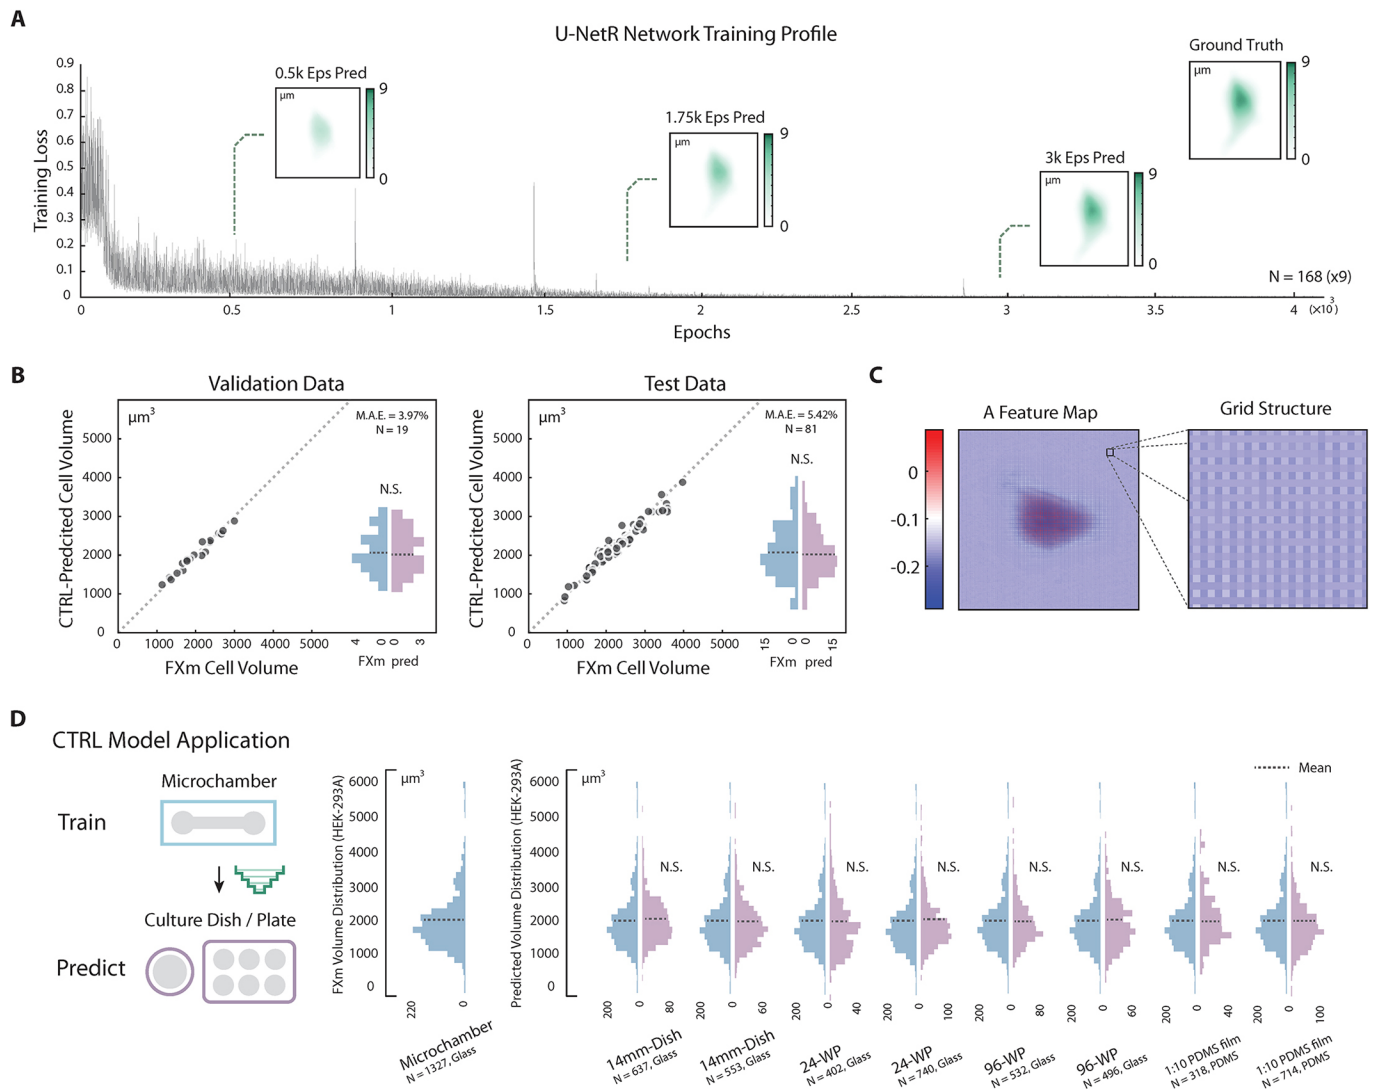 A
U-NetR Network Training Profile
Training Loss
0.9
0.8
0.7
0.6
0.5
0.4
0.3
0.2
0.1
0
0.5k Eps Pred
μm
9
0
1.75k Eps Pred
μm
9
0
3k Eps Pred
μm
9
0
Ground Truth
μm
9
0
N = 168 (x9)
0 0.5 1 1.5 2 2.5 3 3.5 4 (×10³)
Epochs
B
Validation Data
CTRL-Predcited Cell Volume
μm³
M.A.E. = 3.97%
N = 19
N.S.
5000
4000
3000
2000
1000
0
0 1000 2000 3000 4000 5000
4 0 0 3
FXm Cell Volume
FXm pred
Test Data
CTRL-Predcited Cell Volume
μm³
M.A.E. = 5.42%
N = 81
N.S.
5000
4000
3000
2000
1000
0
0 1000 2000 3000 4000 5000
15 0 0 15
FXm Cell Volume
FXm pred
C
A Feature Map
Grid Structure
0
-0.1
-0.2
D
CTRL Model Application
Microchamber
Train
Culture Dish / Plate
Predict
FXm Volume Distribution (HEK-293A)
μm³
6000
5000
4000
3000
2000
1000
0
220 0
Microchamber
N = 1327, Glass
Predicted Volume Distribution (HEK-293A)
μm³
Mean
6000
5000
4000
3000
2000
1000
0
N.S. N.S. N.S. N.S. N.S. N.S. N.S. N.S.
200 0 80
200 0 60
200 0 40
200 0 100
200 0 80
200 0 60
200 0 40
200 0 100
14mm-Dish
N = 637, Glass
14mm-Dish
N = 553, Glass
24-WP
N = 402, Glass
24-WP
N = 740, Glass
96-WP
N = 532, Glass
96-WP
N = 496, Glass
1:10 PDMS film
N = 318, PDMS
1:10 PDMS film
N = 714, PDMS